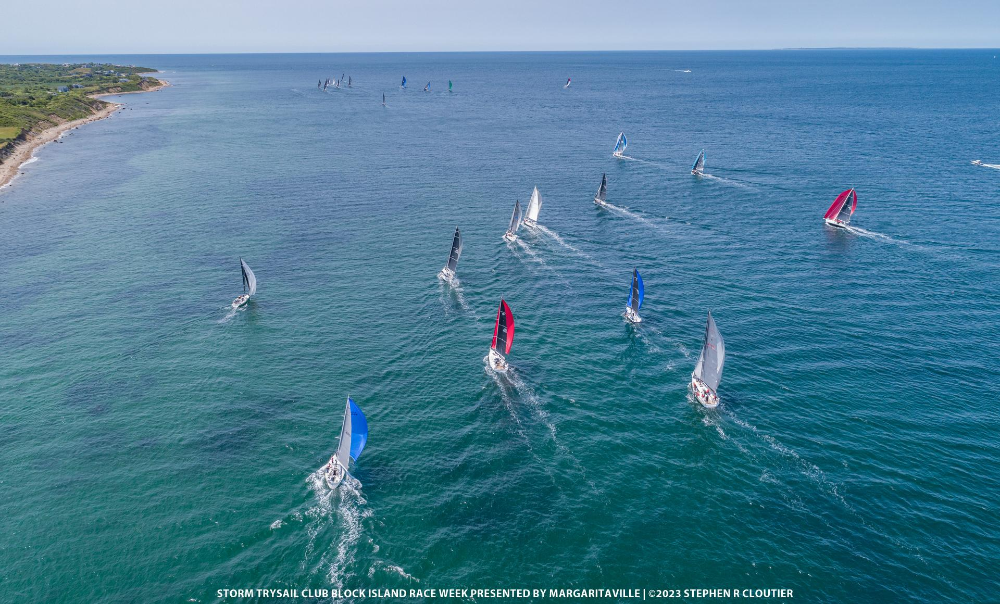 STORM TRYSAIL CLUB BLOCK ISLAND RACE WEEK PRESENTED BY MARGARITAVILLE | ©2023 STEPHEN R CLOUTIER